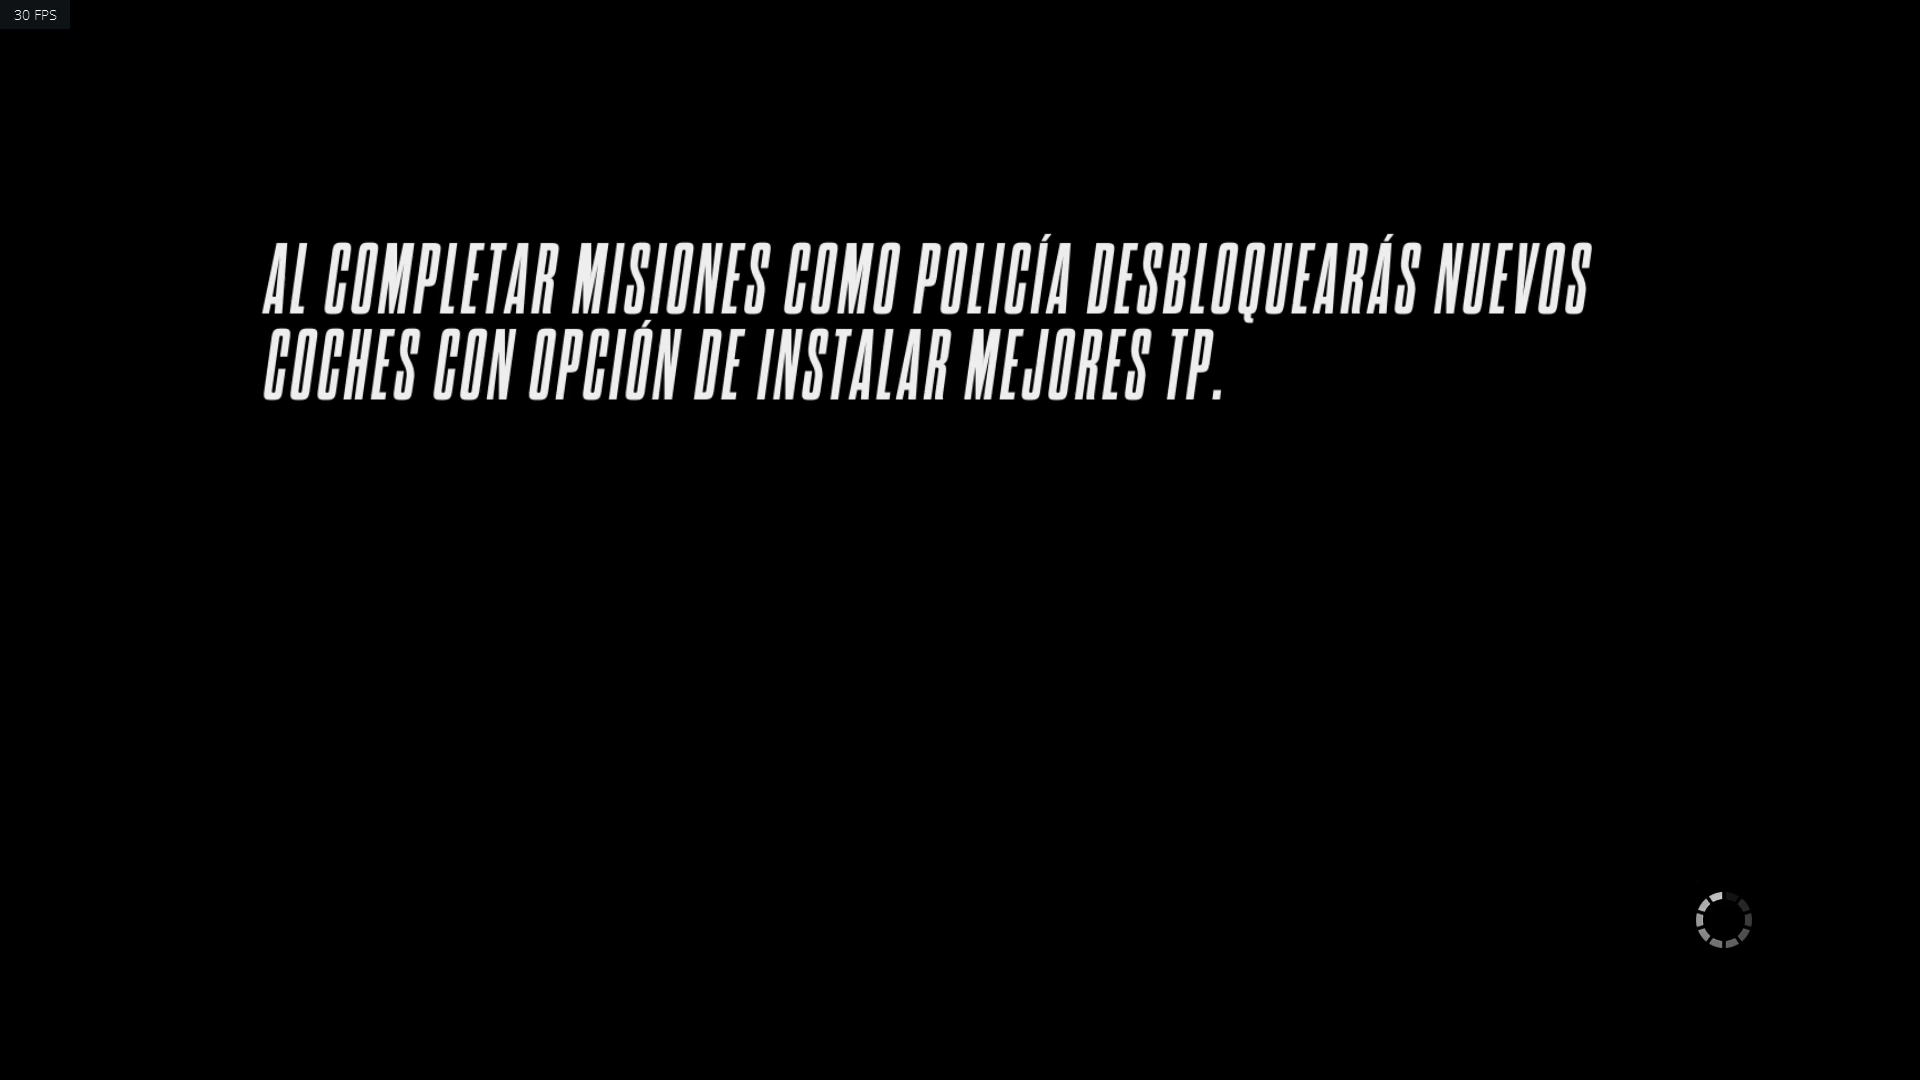 30 FPS
AL COMPLETAR MISIONES COMO POLICÍA DESBLOQUEARÁS NUEVOS
COCHES CON OPCIÓN DE INSTALAR MEJORES TP.